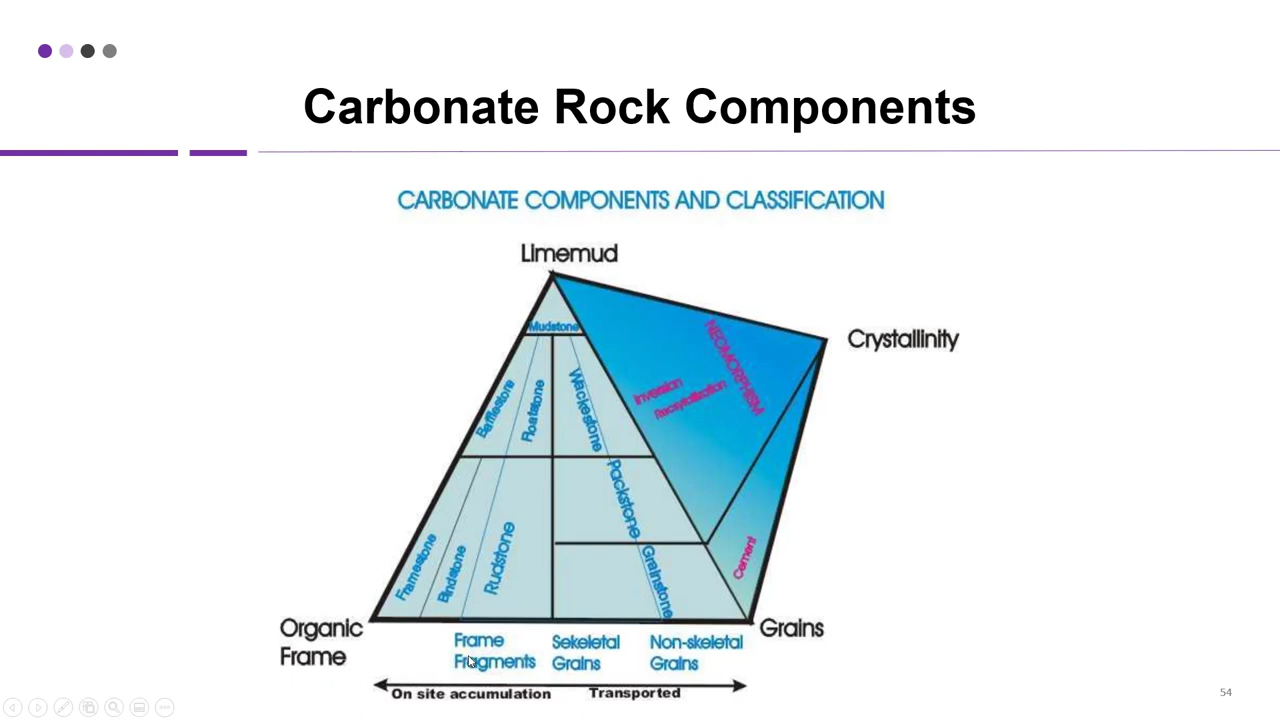 Carbonate Rock Components
CARBONATE COMPONENTS AND CLASSIFICATION
Limemud
Mudstone
Crystallinity
NEOMORPHISM
Inversion
Recrystallization
Bafflestone
Floatstone
Wackestone
Packstone
Framestone
Bindstone
Rudstone
Grainstone
Cement
Organic
Frame
Grains
Frame
Fragments
Sekeletal
Grains
Non-skeletal
Grains
On site accumulation
Transported
54